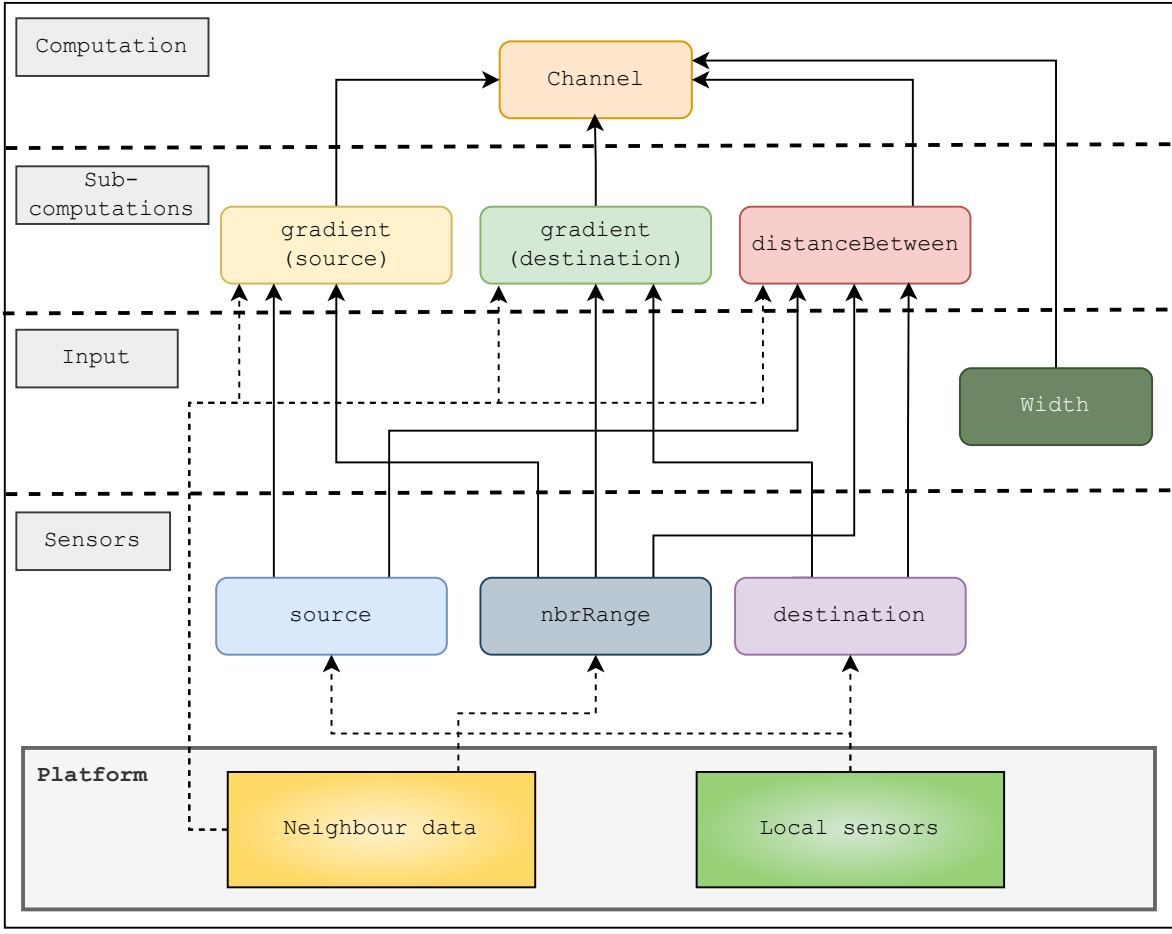 Computation
Channel
Sub-
computations
gradient
(source)
gradient
(destination)
distanceBetween
Input
Width
Sensors
source
nbrRange
destination
Platform
Neighbour data
Local sensors